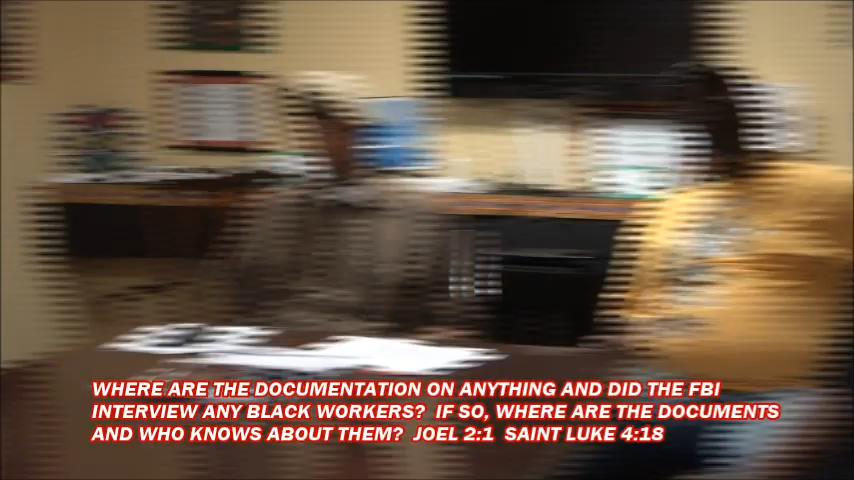 WHERE ARE THE DOCUMENTATION ON ANYTHING AND DID THE FBI
INTERVIEW ANY BLACK WORKERS?  IF SO, WHERE ARE THE DOCUMENTS
AND WHO KNOWS ABOUT THEM?  JOEL 2:1  SAINT LUKE 4:18